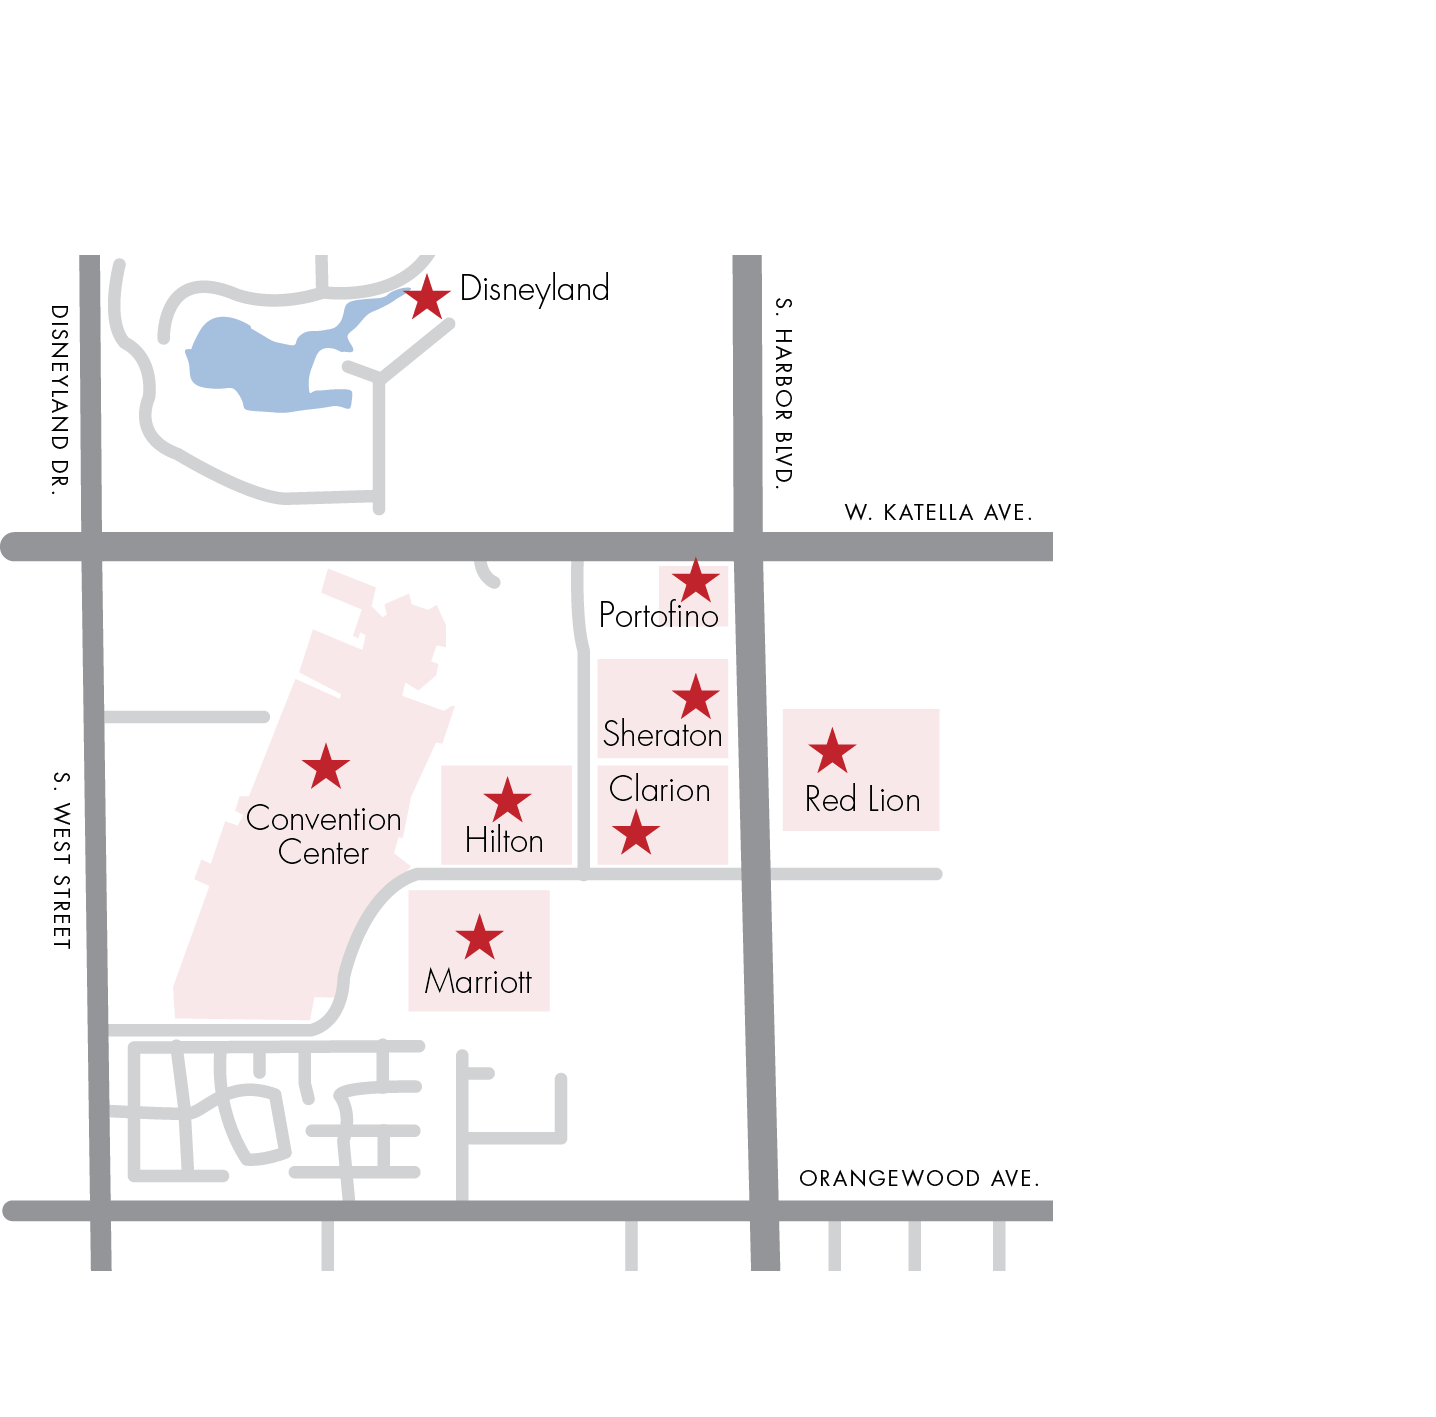 Disneyland
DISNEYLAND DR.
S. HARBOR BLVD.
W. KATELLA AVE.
Portofino
Sheraton
Clarion
Red Lion
Convention
Center
Hilton
S. WEST STREET
Marriott
ORANGEWOOD AVE.